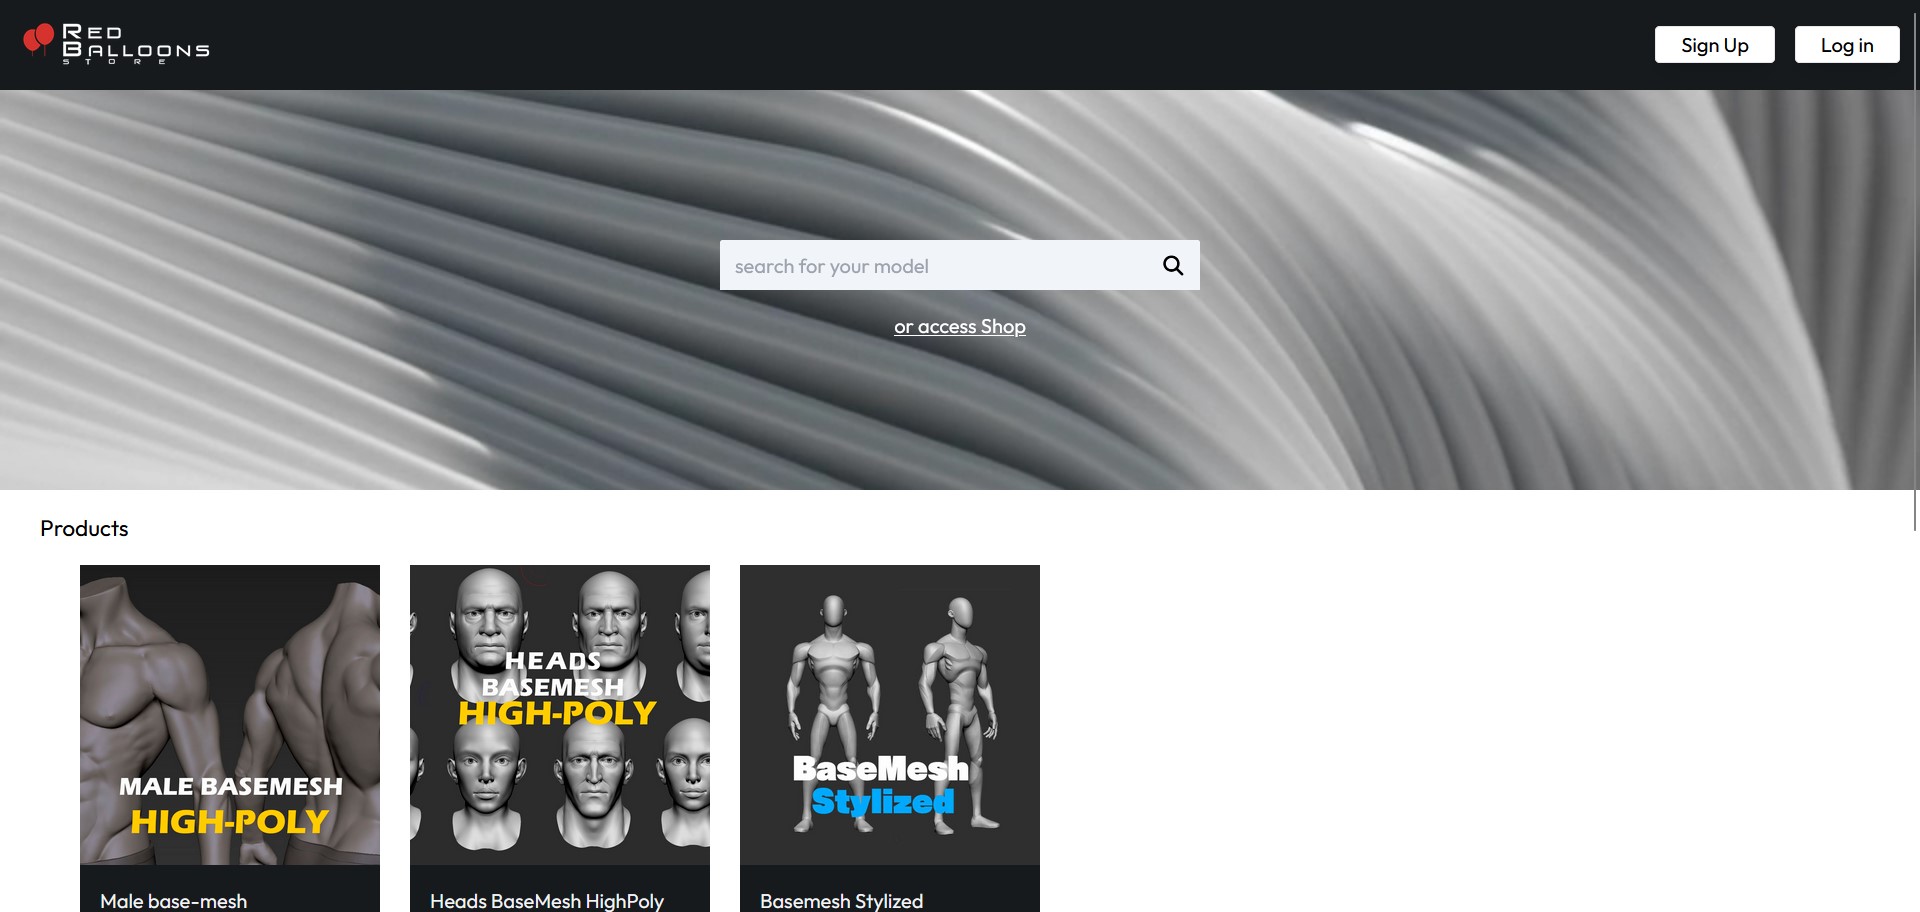 RED
BALLOONS
STORE
Sign Up
Log in
search for your model
or access Shop
Products
MALE BASEMESH
HIGH-POLY
Male base-mesh
HEADS
BASEMESH
HIGH-POLY
Heads BaseMesh HighPoly
BaseMesh
Stylized
Basemesh Stylized